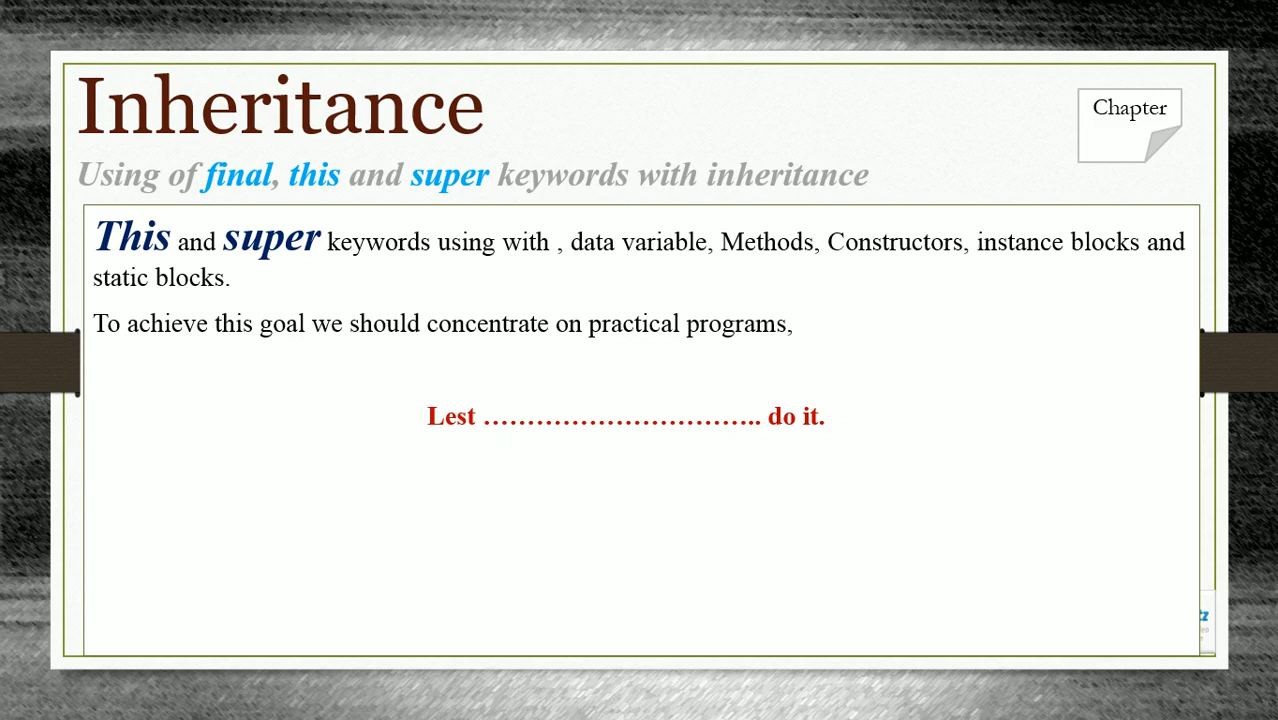 Inheritance
Chapter
Using of final, this and super keywords with inheritance
This and super keywords using with , data variable, Methods, Constructors, instance blocks and
static blocks.
To achieve this goal we should concentrate on practical programs,
Lest ………………………….. do it.